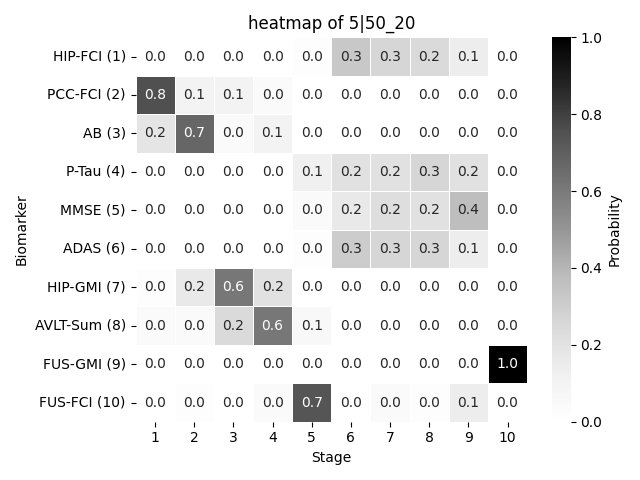 heatmap of 5|50_20
HIP-FCI (1) 0.0 0.0 0.0 0.0 0.0 0.3 0.3 0.2 0.1 0.0
PCC-FCI (2) 0.8 0.1 0.1 0.0 0.0 0.0 0.0 0.0 0.0 0.0
AB (3) 0.2 0.7 0.0 0.1 0.0 0.0 0.0 0.0 0.0 0.0
P-Tau (4) 0.0 0.0 0.0 0.0 0.1 0.2 0.2 0.3 0.2 0.0
MMSE (5) 0.0 0.0 0.0 0.0 0.0 0.2 0.2 0.2 0.4 0.0
ADAS (6) 0.0 0.0 0.0 0.0 0.0 0.3 0.3 0.3 0.1 0.0
HIP-GMI (7) 0.0 0.2 0.6 0.2 0.0 0.0 0.0 0.0 0.0 0.0
AVLT-Sum (8) 0.0 0.0 0.2 0.6 0.1 0.0 0.0 0.0 0.0 0.0
FUS-GMI (9) 0.0 0.0 0.0 0.0 0.0 0.0 0.0 0.0 0.0 1.0
FUS-FCI (10) 0.0 0.0 0.0 0.0 0.7 0.0 0.0 0.0 0.1 0.0
1 2 3 4 5 6 7 8 9 10
Stage
Biomarker
1.0
0.8
0.6
0.4
0.2
0.0
Probability